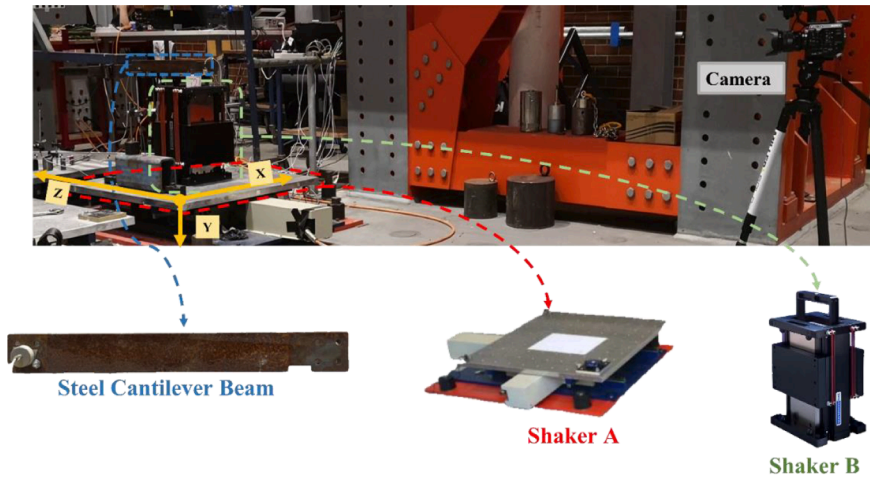 Camera
X
Z
Y
Steel Cantilever Beam
Shaker A
Shaker B